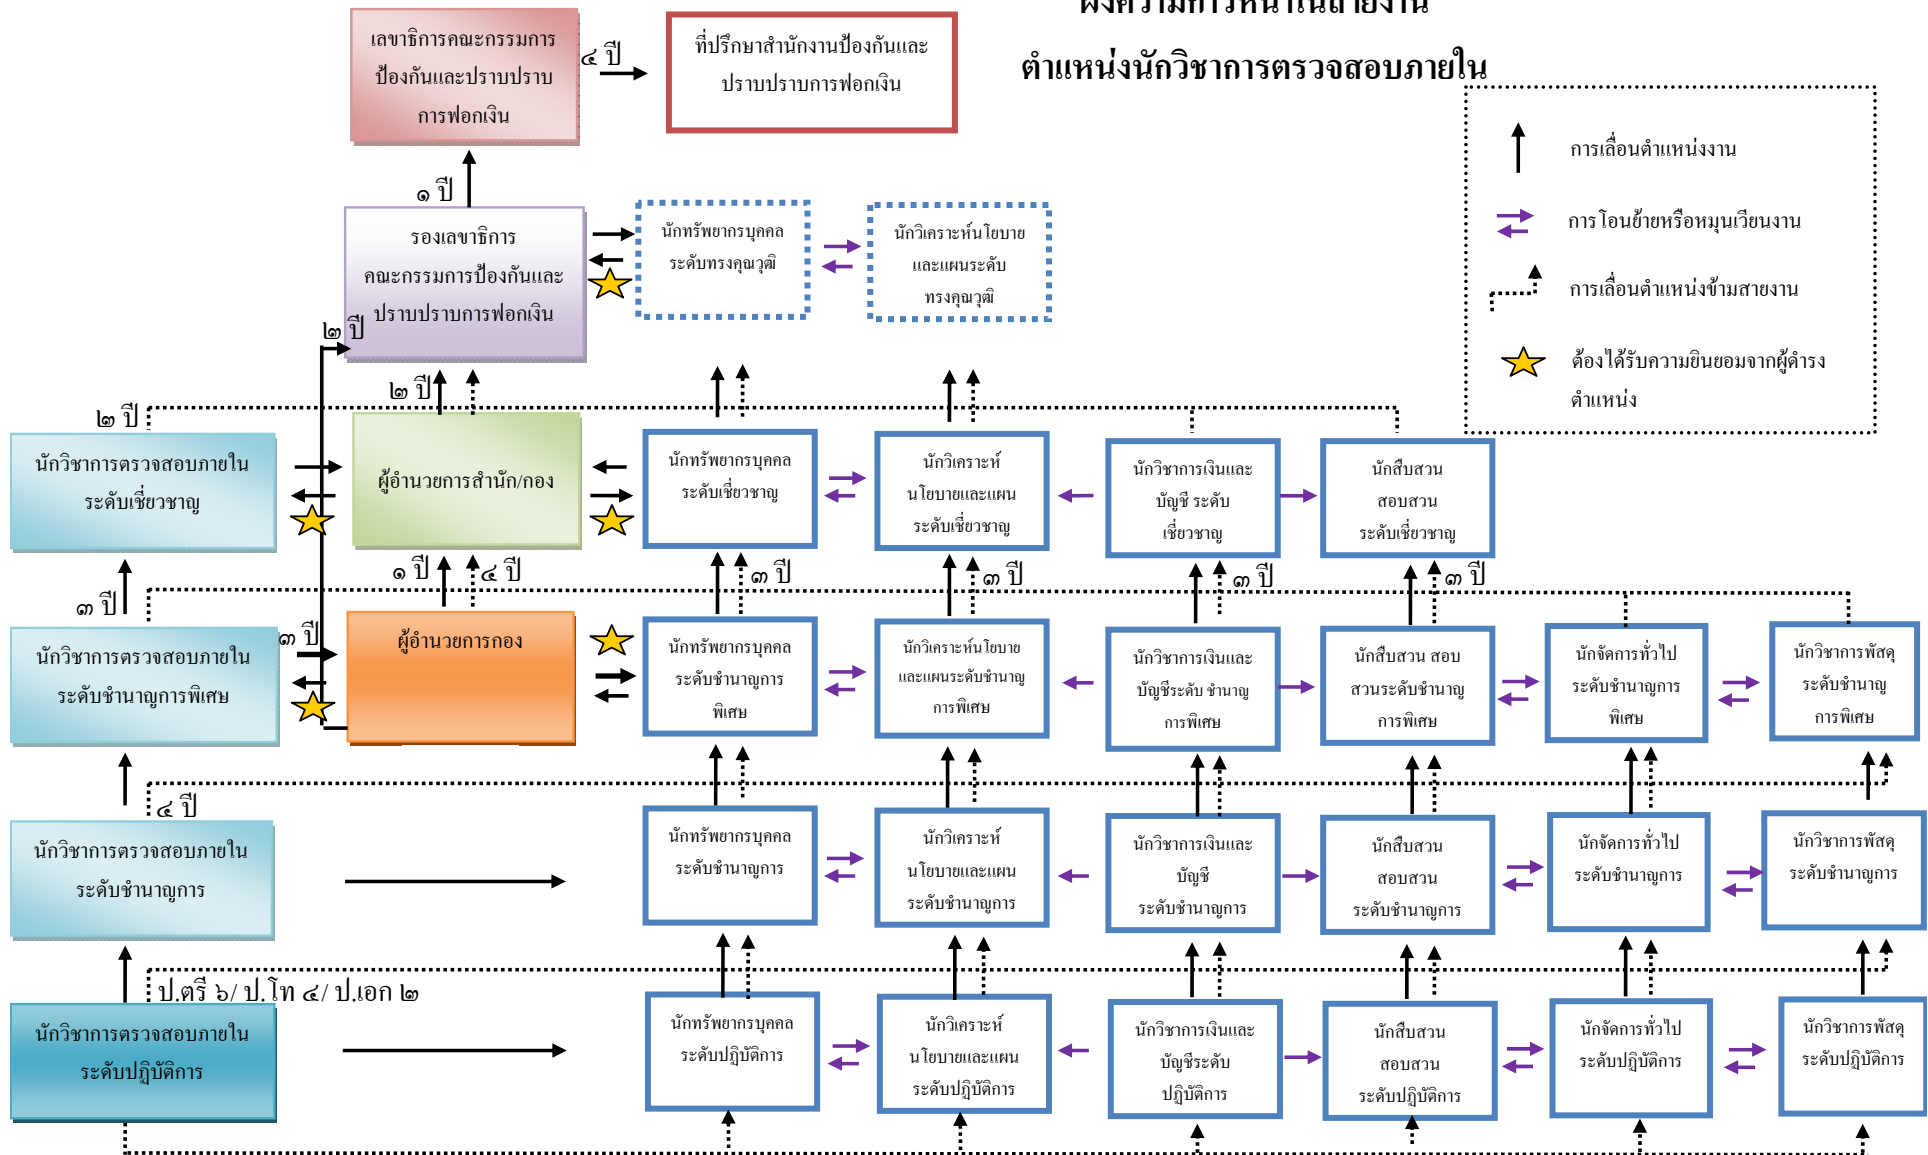 ผังความก้าวหน้าในสายงาน
ตำแหน่งนักวิชาการตรวจสอบภายใน
เลขาธิการคณะกรรมการ
ป้องกันและปราบปราบ
การฟอกเงิน
๔ ปี
ที่ปรึกษาสำนักงานป้องกันและ
ปราบปราบการฟอกเงิน
การเลื่อนตำแหน่งงาน
การโอนย้ายหรือหมุนเวียนงาน
การเลื่อนตำแหน่งข้ามสายงาน
ต้องได้รับความยินยอมจากผู้ดำรง
ตำแหน่ง
๑ ปี
รองเลขาธิการ
คณะกรรมการป้องกันและ
ปราบปราบการฟอกเงิน
นักทรัพยากรบุคคล
ระดับทรงคุณวุฒิ
นักวิเคราะห์นโยบาย
และแผนระดับ
ทรงคุณวุฒิ
๒ ปี
๒ ปี
๒ ปี
นักวิชาการตรวจสอบภายใน
ระดับเชี่ยวชาญ
ผู้อำนวยการสำนัก/กอง
นักทรัพยากรบุคคล
ระดับเชี่ยวชาญ
นักวิเคราะห์
นโยบายและแผน
ระดับเชี่ยวชาญ
นักวิชาการเงินและ
บัญชี ระดับ
เชี่ยวชาญ
นักสืบสวน
สอบสวน
ระดับเชี่ยวชาญ
๓ ปี
๑ ปี
๔ ปี
๓ ปี
๓ ปี
๓ ปี
๓ ปี
นักวิชาการตรวจสอบภายใน
ระดับชำนาญการพิเศษ
๓ ปี
ผู้อำนวยการกอง
นักทรัพยากรบุคคล
ระดับชำนาญการ
พิเศษ
นักวิเคราะห์นโยบาย
และแผนระดับชำนาญ
การพิเศษ
นักวิชาการเงินและ
บัญชีระดับ ชำนาญ
การพิเศษ
นักสืบสวน สอบ
สวนระดับชำนาญ
การพิเศษ
นักจัดการทั่วไป
ระดับชำนาญการ
พิเศษ
นักวิชาการพัสดุ
ระดับชำนาญ
การพิเศษ
๔ ปี
นักวิชาการตรวจสอบภายใน
ระดับชำนาญการ
นักทรัพยากรบุคคล
ระดับชำนาญการ
นักวิเคราะห์
นโยบายและแผน
ระดับชำนาญการ
นักวิชาการเงินและ
บัญชี
ระดับชำนาญการ
นักสืบสวน
สอบสวน
ระดับชำนาญการ
นักจัดการทั่วไป
ระดับชำนาญการ
นักวิชาการพัสดุ
ระดับชำนาญการ
ป.ตรี ๖/ ป.โท ๔/ ป.เอก ๒
นักวิชาการตรวจสอบภายใน
ระดับปฏิบัติการ
นักทรัพยากรบุคคล
ระดับปฏิบัติการ
นักวิเคราะห์
นโยบายและแผน
ระดับปฏิบัติการ
นักวิชาการเงินและ
บัญชีระดับ
ปฏิบัติการ
นักสืบสวน
สอบสวน
ระดับปฏิบัติการ
นักจัดการทั่วไป
ระดับปฏิบัติการ
นักวิชาการพัสดุ
ระดับปฏิบัติการ